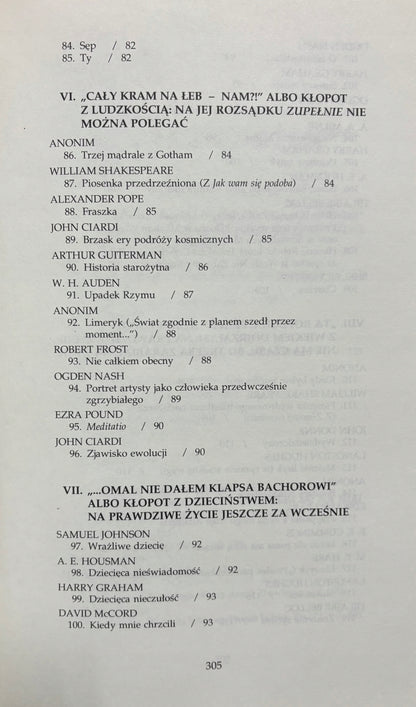 84. Sęp / 82
85. Ty / 82
VI. „CAŁY KRAM NA ŁEB – NAM?!” ALBO KŁOPOT
Z LUDZKOŚCIĄ: NA JEJ ROZSĄDKU ZUPEŁNIE NIE
MOŻNA POLEGAĆ
ANONIM
86. Trzej mądrale z Gotham / 84
WILLIAM SHAKESPEARE
87. Piosenka przedrzeźniona (Z Jak wam się podoba) / 84
ALEXANDER POPE
88. Fraszka / 85
JOHN CIARDI
89. Brzask ery podróży kosmicznych / 85
ARTHUR GUITERMAN
90. Historia starożytna / 86
W. H. AUDEN
91. Upadek Rzymu / 87
ANONIM
92. Limeryk („Świat zgodnie z planem szedł przez
moment...”) / 88
ROBERT FROST
93. Nie całkiem obecny / 88
OGDEN NASH
94. Portret artysty jako człowieka przedwcześnie
zgrzybiałego / 89
EZRA POUND
95. Meditatio / 90
JOHN CIARDI
96. Zjawisko ewolucji / 90
VII. „...OMAL NIE DAŁEM KLAPSA BACHOROWI”
ALBO KŁOPOT Z DZIECIŃSTWEM:
NA PRAWDZIWE ŻYCIE JESZCZE ZA WCZEŚNIE
SAMUEL JOHNSON
97. Wrażliwe dziecię / 92
A. E. HOUSMAN
98. Dziecięca nieświadomość / 92
HARRY GRAHAM
99. Dziecięca nieczułość / 93
DAVID McCORD
100. Kiedy mnie chrzcili / 93
305